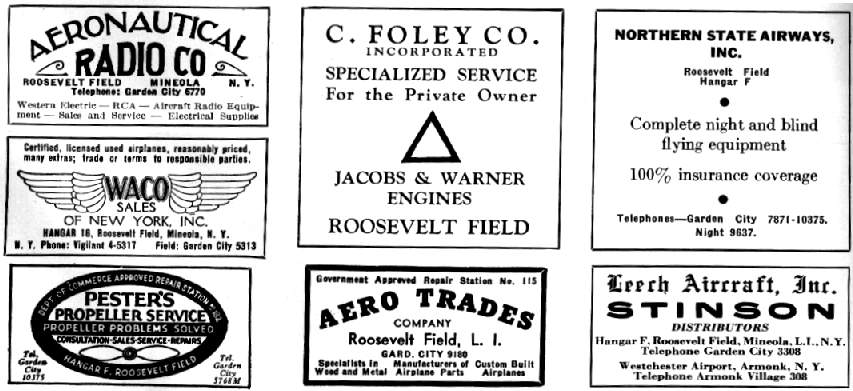 AERONAUTICAL
RADIO CO
ROOSEVELT FIELD MINEOLA N. Y.
Telephone: Garden City 6770
Western Electric — RCA — Aircraft Radio Equip-
ment — Sales and Service — Electrical Supplies
Certified, licensed used airplanes, reasonably priced,
many extras; trade or terms to responsible parties.
WACO
SALES
OF NEW YORK, INC.
HANGAR 16, Roosevelt Field, Mineola, N. Y.
N. Y. Phone: Vigilant 4-5317 Field: Garden City 5313
DEPT. OF COMMERCE APPROVED REPAIR STATION
PESTER'S
PROPELLER SERVICE
PROPELLER PROBLEMS SOLVED
CONSULTATION-SALES-SERVICE-REPAIRS
HANGAR F. ROOSEVELT FIELD
Tel.
Garden
City
10375
Tel.
Garden
City
5768M
C. FOLEY CO.
INCORPORATED
SPECIALIZED SERVICE
For the Private Owner
JACOBS & WARNER
ENGINES
ROOSEVELT FIELD
Government Approved Repair Station No. 115
AERO TRADES
COMPANY
Roosevelt Field, L. I.
GARD. CITY 9180
Specialists in Manufacturers of Custom Built
Wood and Metal Airplane Parts Airplanes
NORTHERN STATE AIRWAYS,
INC.
Roosevelt Field
Hangar F
Complete night and blind
flying equipment
100% insurance coverage
Telephones—Garden City 7871-10375.
Night 9637.
Leech Aircraft, Inc.
STINSON
DISTRIBUTORS
Hangar F. Roosevelt Field, Mineola, L.I., N.Y.
Telephone Garden City 3308
Westchester Airport, Armonk, N. Y.
Telephone Armonk Village 308